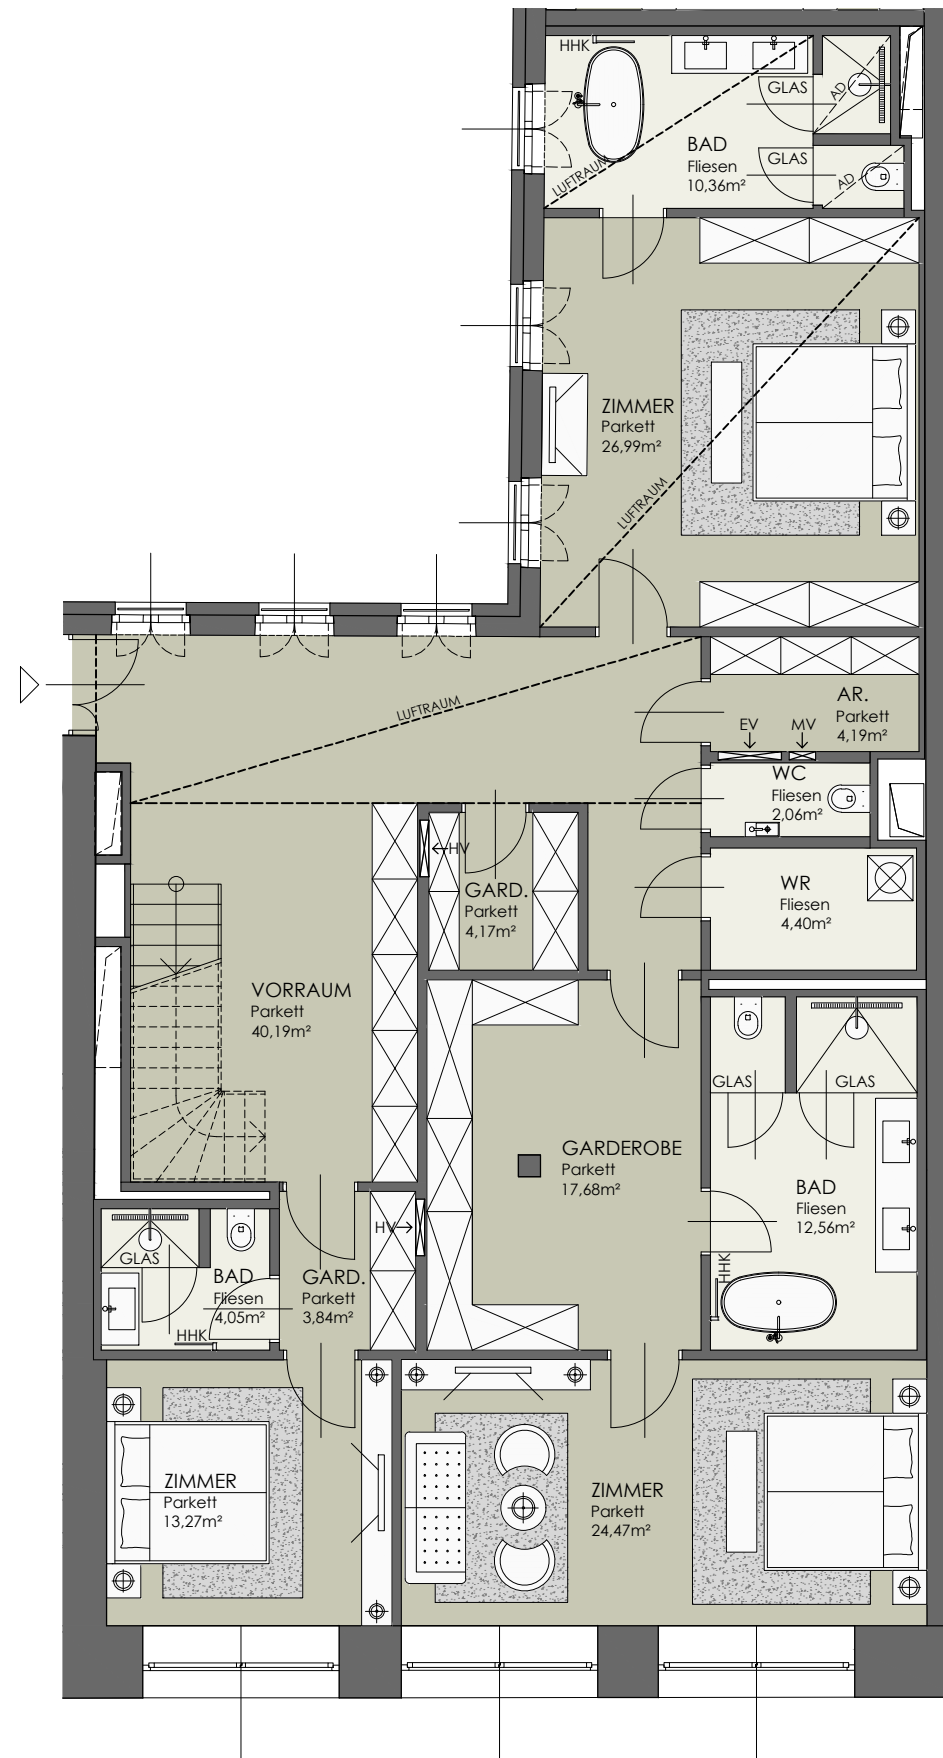 HHK
GLAS
AD
BAD
Fliesen
10,36m²
GLAS
AD
LUFTRAUM
ZIMMER
Parkett
26,99m²
LUFTRAUM
LUFTRAUM
AR.
Parkett
4,19m²
EV
MV
WC
Fliesen
2,06m²
HV
GARD.
Parkett
4,17m²
WR
Fliesen
4,40m²
VORRAUM
Parkett
40,19m²
GLAS
GLAS
GARDEROBE
Parkett
17,68m²
BAD
Fliesen
12,56m²
HV
HHK
GLAS
BAD
Fliesen
4,05m²
HHK
GARD.
Parkett
3,84m²
ZIMMER
Parkett
13,27m²
ZIMMER
Parkett
24,47m²